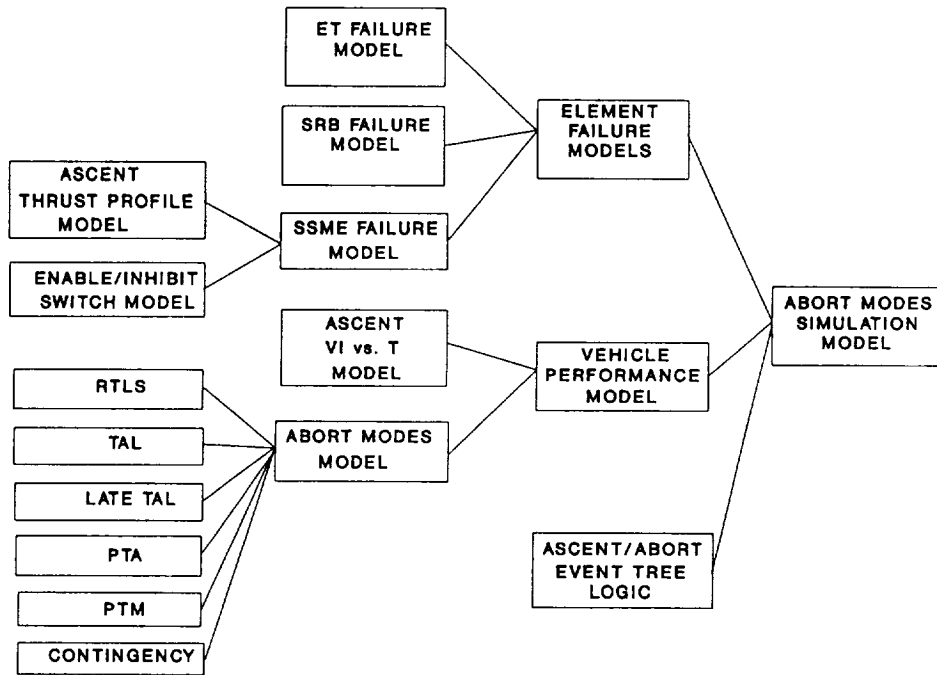 ET FAILURE
MODEL
SRB FAILURE
MODEL
ELEMENT
FAILURE
MODELS
ASCENT
THRUST PROFILE
MODEL
SSME FAILURE
MODEL
ENABLE/INHIBIT
SWITCH MODEL
ASCENT
VI vs. T
MODEL
ABORT MODES
SIMULATION
MODEL
VEHICLE
PERFORMANCE
MODEL
RTLS
TAL
LATE TAL
PTA
PTM
CONTINGENCY
ABORT MODES
MODEL
ASCENT/ABORT
EVENT TREE
LOGIC